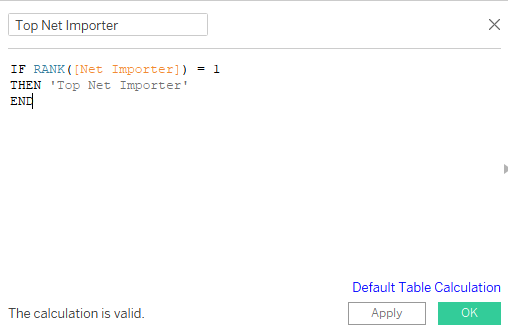 Top Net Importer
IF RANK([Net Importer]) = 1
THEN 'Top Net Importer'
END
Default Table Calculation
The calculation is valid.
Apply
OK